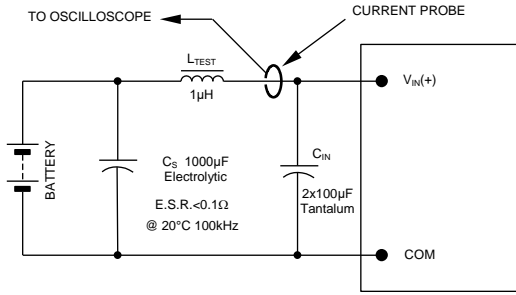 TO OSCILLOSCOPE
CURRENT PROBE
LTEST
1µH
VIN(+)
BATTERY
CS 1000µF
Electrolytic
E.S.R.<0.1Ω
@ 20°C 100kHz
CIN
2x100µF
Tantalum
COM